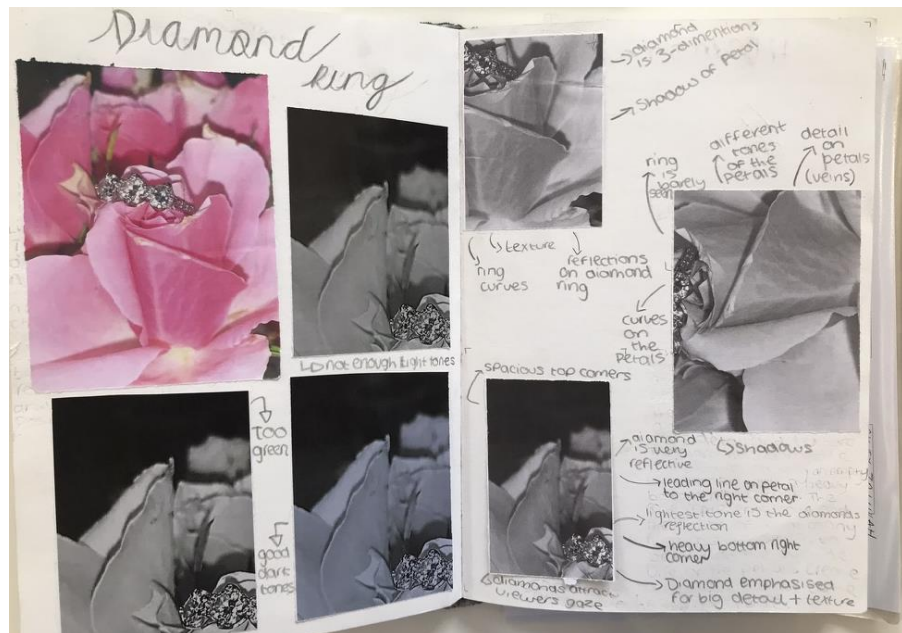 Diamond
ring
↳ not enough light tones
too
green
good
dark
tones
diamond
is 3-dimentions
shadow of petal
ring
is
barely
seen
different
tones
of the
petals
detail
on
petals
(veins)
texture
ring
curves
reflections
on diamond
ring
curves
on
the
petals
shadows
spacious top corners
diamond
is very
reflective
leading line on petal
to the right corner
lightest tone is the diamonds
reflection
heavy bottom right
corner
Diamond emphasised
for big detail + texture
diamonds attract
viewers gaze